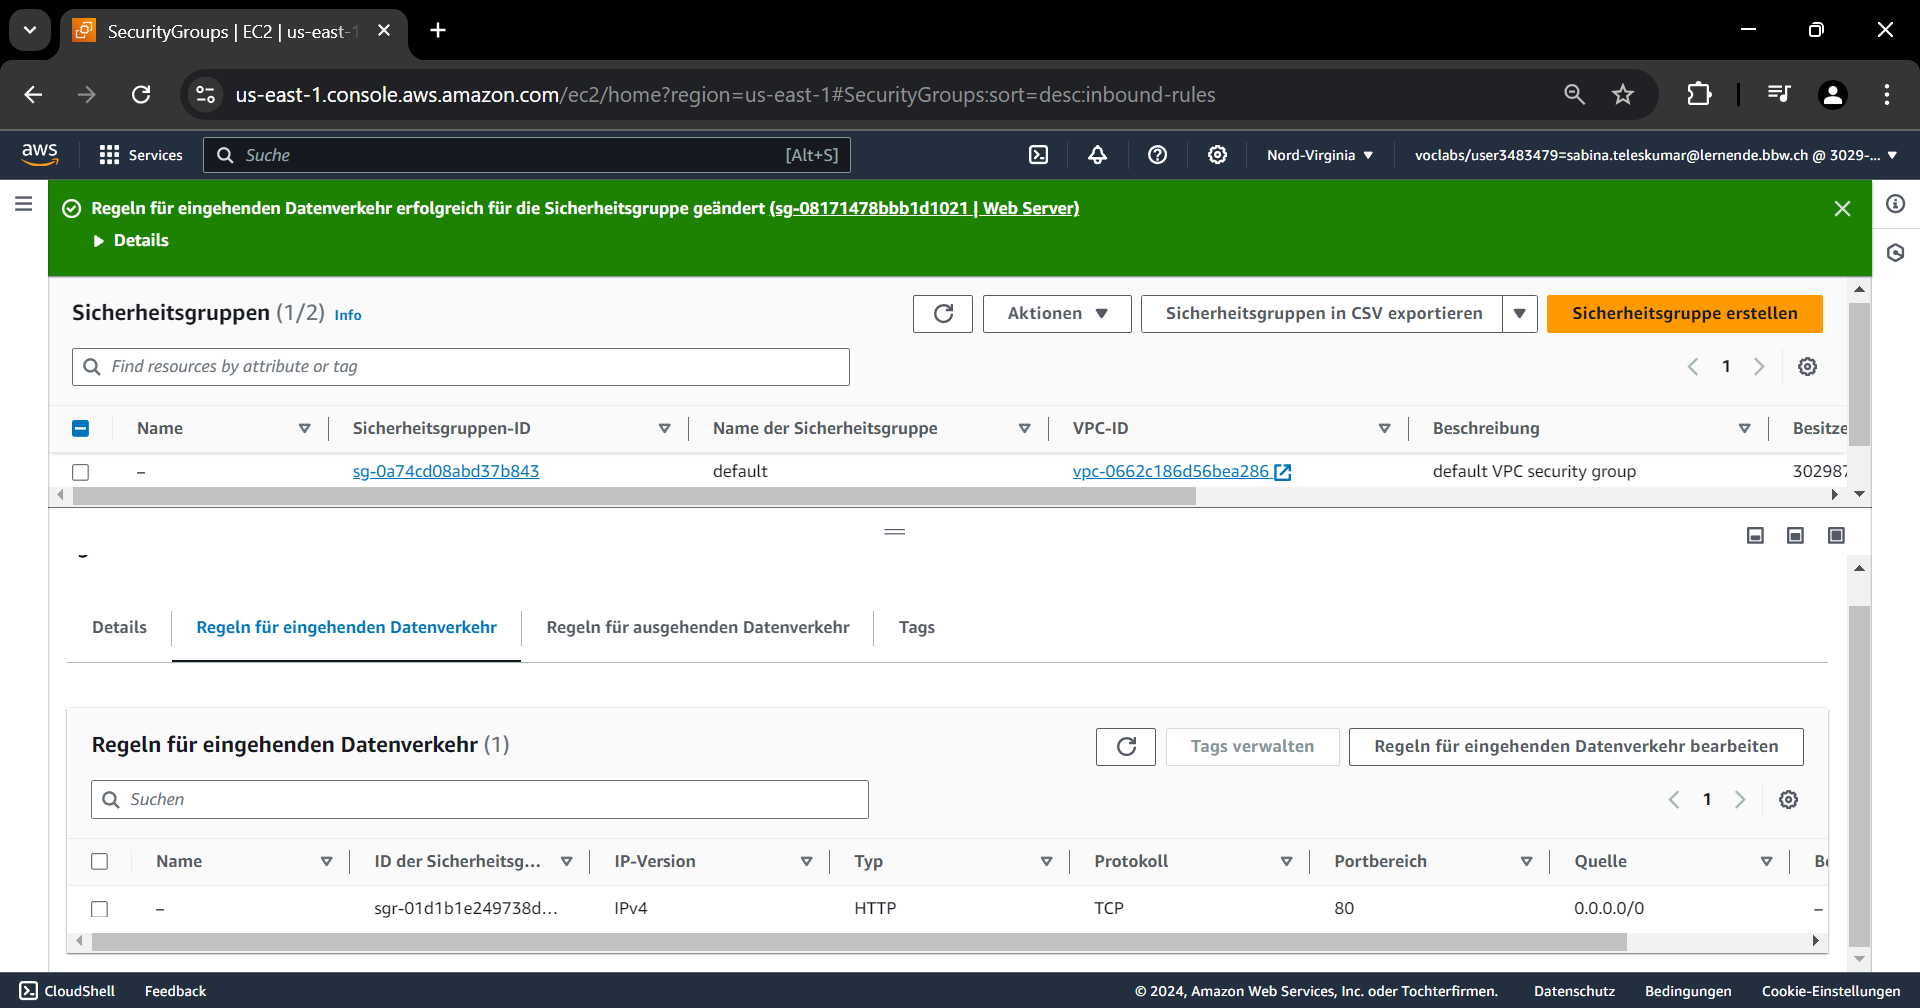 SecurityGroups | EC2 | us-east-1
us-east-1.console.aws.amazon.com/ec2/home?region=us-east-1#SecurityGroups:sort=desc:inbound-rules
aws Services Suche [Alt+S] Nord-Virginia voclabs/user3483479=sabina.teleskumar@lernende.bbw.ch @ 3029-...
Regeln für eingehenden Datenverkehr erfolgreich für die Sicherheitsgruppe geändert (sg-08171478bbb1d1021 | Web Server)
Details
Sicherheitsgruppen (1/2) Info Aktionen Sicherheitsgruppen in CSV exportieren Sicherheitsgruppe erstellen
Find resources by attribute or tag 1
Name Sicherheitsgruppen-ID Name der Sicherheitsgruppe VPC-ID Beschreibung Besitze
– sg-0a74cd08abd37b843 default vpc-0662c186d56bea286 default VPC security group 302987
Details Regeln für eingehenden Datenverkehr Regeln für ausgehenden Datenverkehr Tags
Regeln für eingehenden Datenverkehr (1) Tags verwalten Regeln für eingehenden Datenverkehr bearbeiten
Suchen 1
Name ID der Sicherheitsg... IP-Version Typ Protokoll Portbereich Quelle
– sgr-01d1b1e249738d... IPv4 HTTP TCP 80 0.0.0.0/0 –
CloudShell Feedback © 2024, Amazon Web Services, Inc. oder Tochterfirmen. Datenschutz Bedingungen Cookie-Einstellungen